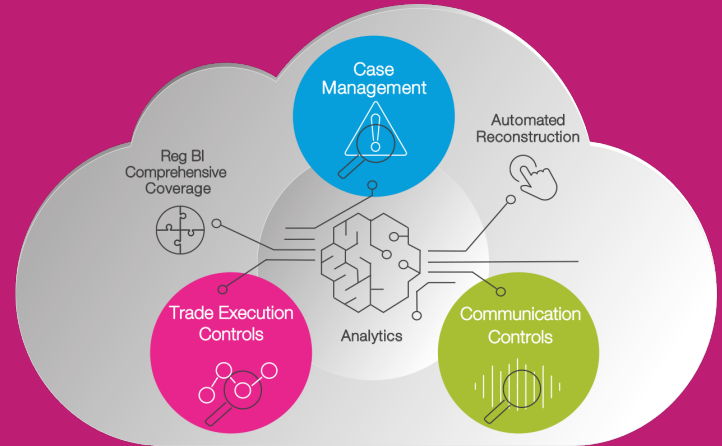 Case
Management
Automated
Reconstruction
Reg BI
Comprehensive
Coverage
Trade Execution
Controls
Analytics
Communication
Controls